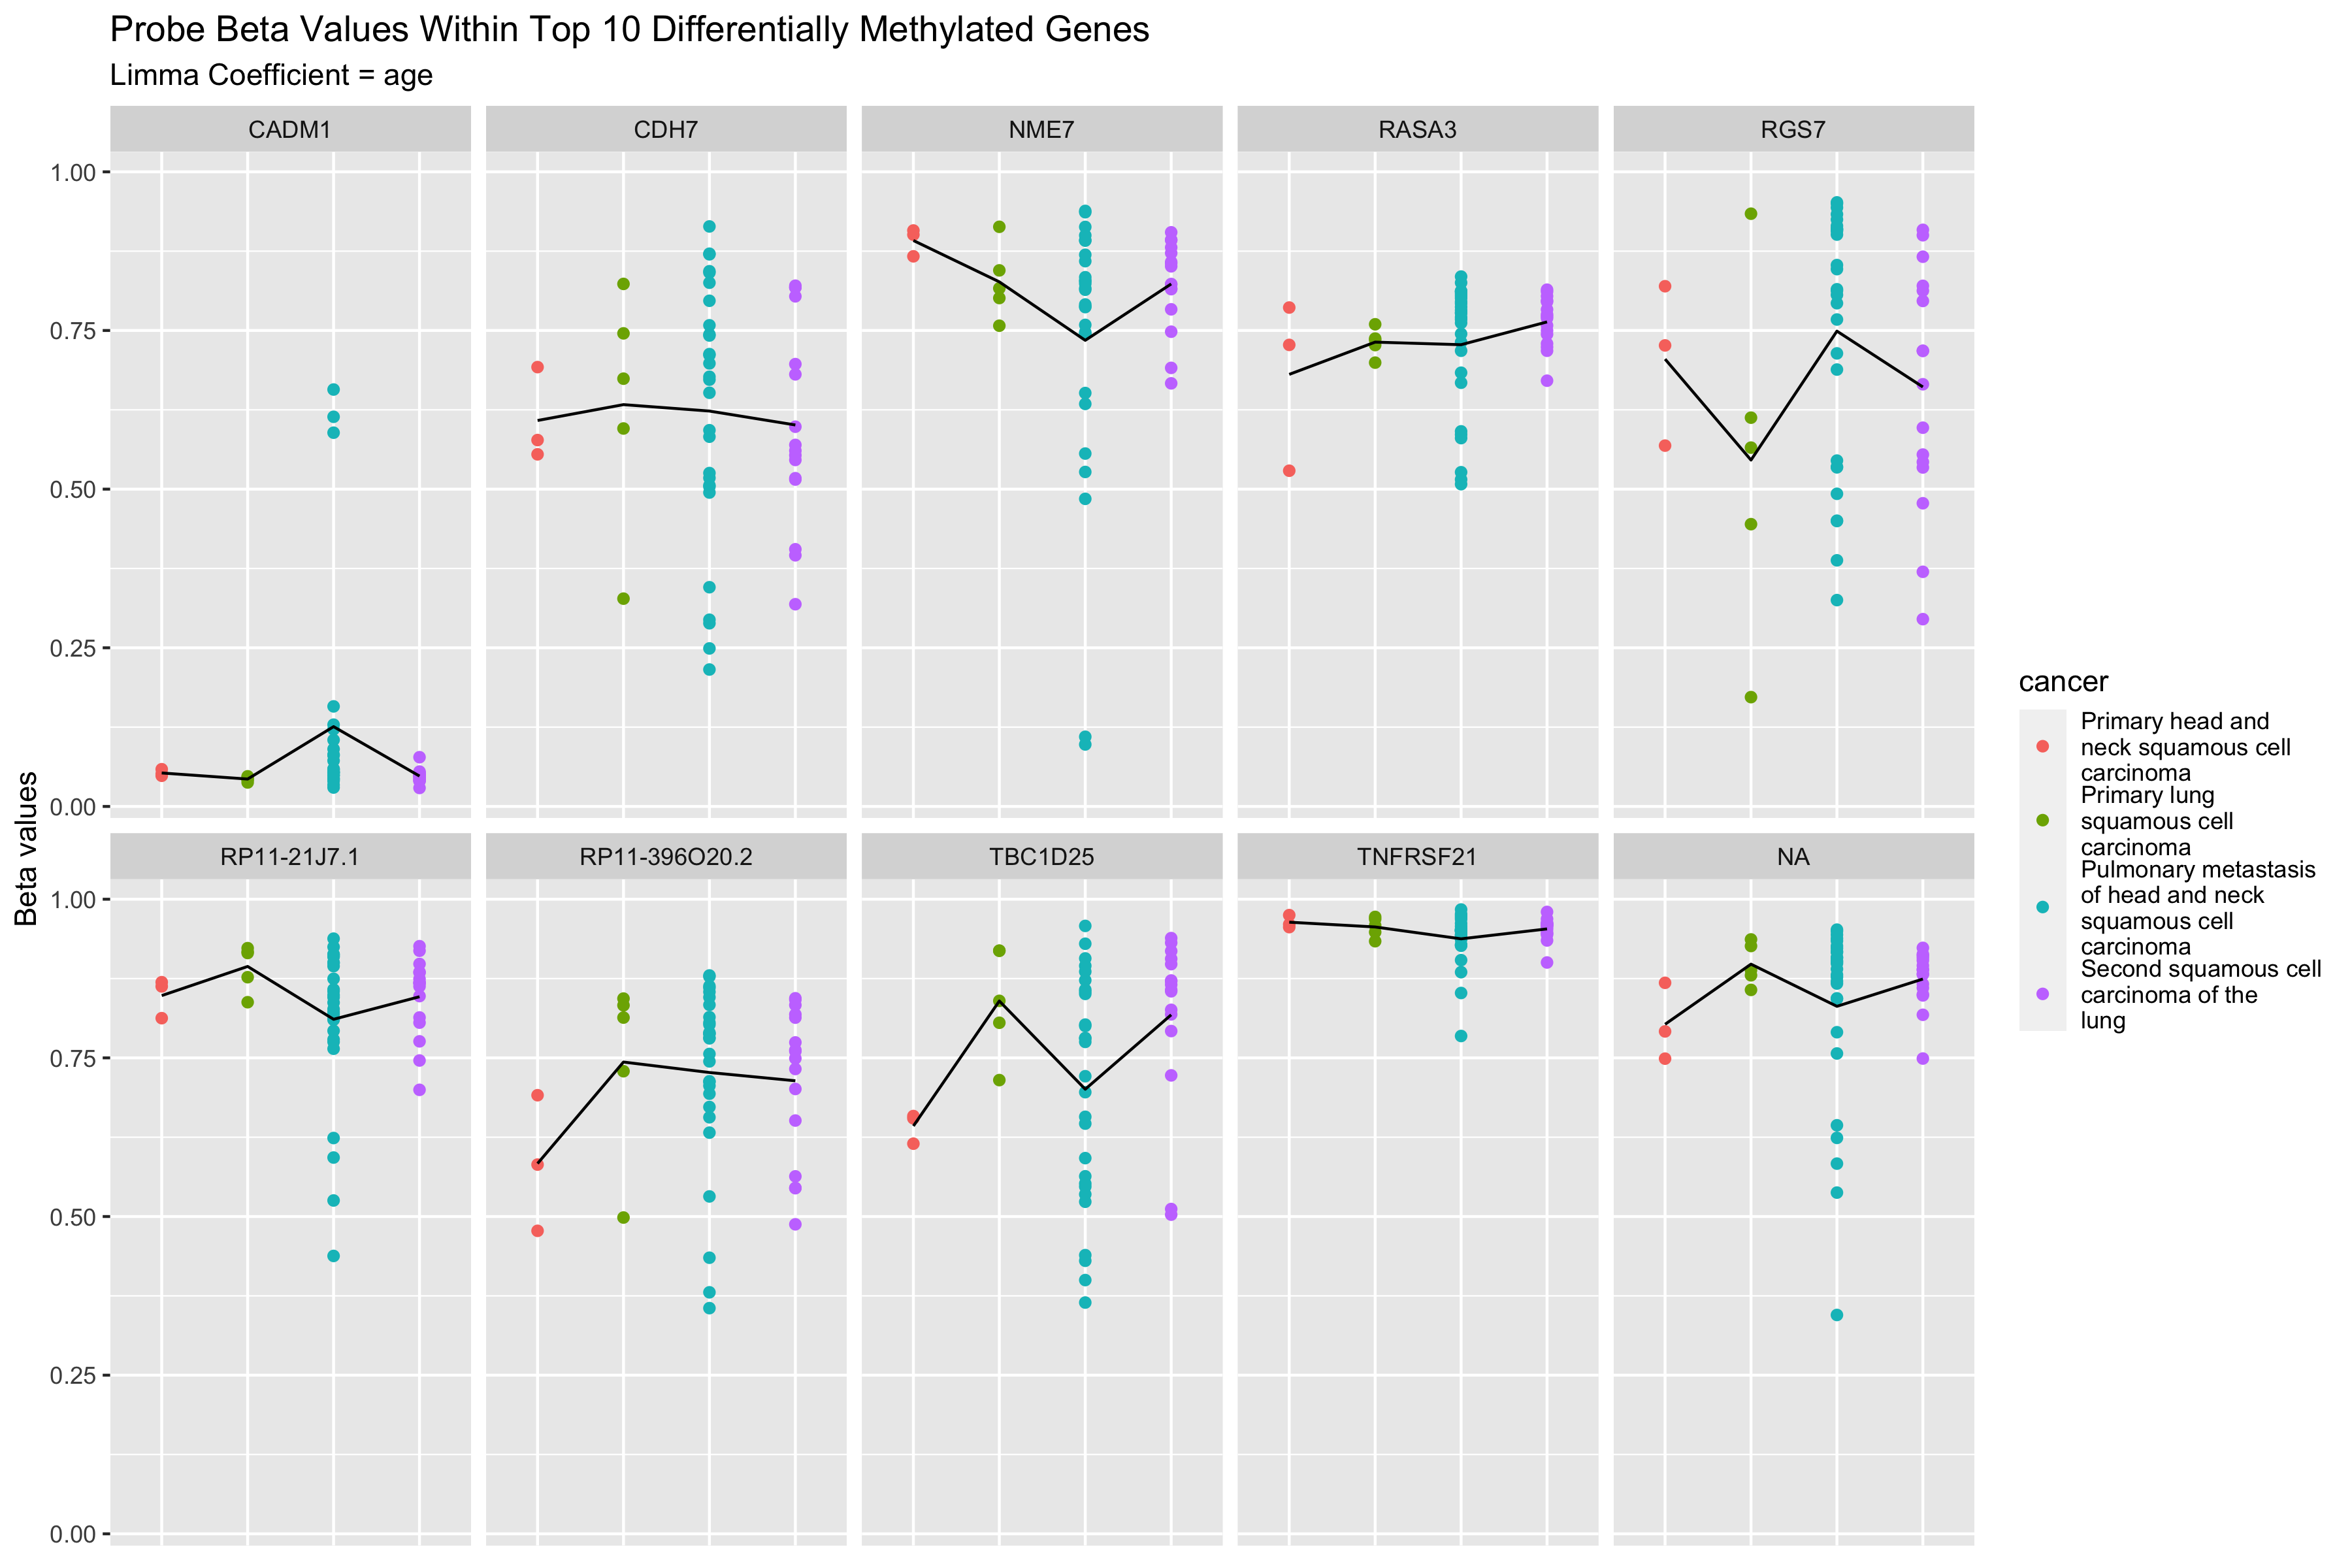 Probe Beta Values Within Top 10 Differentially Methylated Genes
Limma Coefficient = age
CADM1
CDH7
NME7
RASA3
RGS7
1.00
0.75
0.50
0.25
0.00
Beta values
RP11-21J7.1
RP11-396O20.2
TBC1D25
TNFRSF21
NA
1.00
0.75
0.50
0.25
0.00
cancer
Primary head and
neck squamous cell
carcinoma
Primary lung
squamous cell
carcinoma
Pulmonary metastasis
of head and neck
squamous cell
carcinoma
Second squamous cell
carcinoma of the
lung